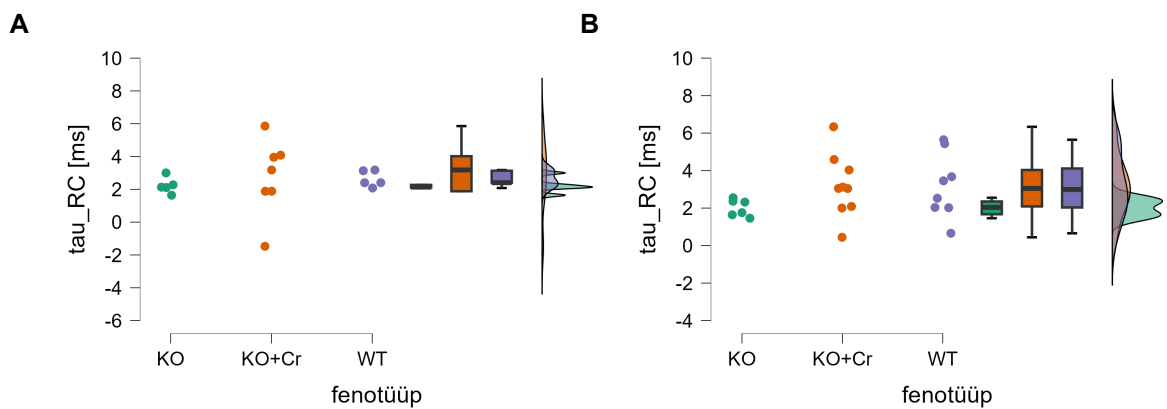 A
tau_RC [ms]
10
8
6
4
2
0
-2
-4
-6
KO
KO+Cr
WT
fenotüüp
B
tau_RC [ms]
10
8
6
4
2
0
-2
-4
KO
KO+Cr
WT
fenotüüp